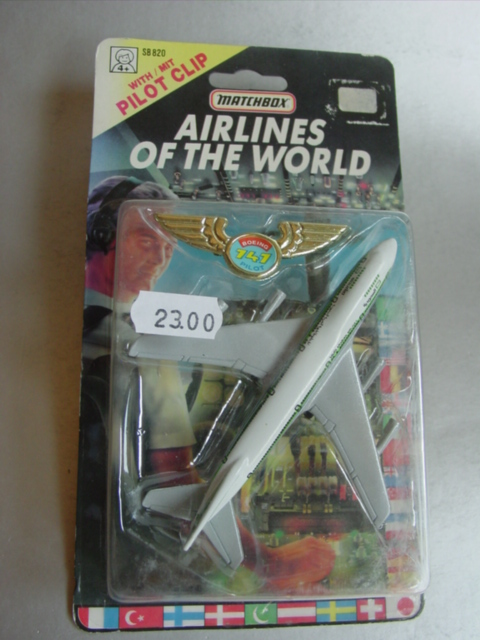 SB 820
4+
WITH / MIT
PILOT CLIP
MATCHBOX
AIRLINES
OF THE WORLD
BOEING
747
PILOT
23.00